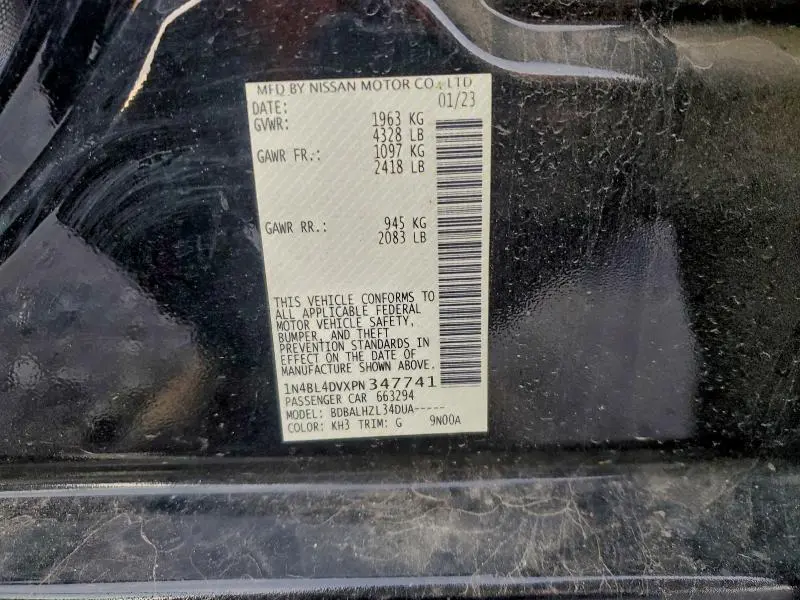 MFD BY NISSAN MOTOR CO., LTD
DATE: 01/23
GVWR: 1963 KG
4328 LB
GAWR FR.: 1097 KG
2418 LB
GAWR RR.: 945 KG
2083 LB
THIS VEHICLE CONFORMS TO
ALL APPLICABLE FEDERAL
MOTOR VEHICLE SAFETY,
BUMPER, AND THEFT
PREVENTION STANDARDS IN
EFFECT ON THE DATE OF
MANUFACTURE SHOWN ABOVE.
1N4BL4DVXPN347741
PASSENGER CAR 663294
MODEL: BDBALHZL34DUA-----
COLOR: KH3 TRIM: G 9N00A